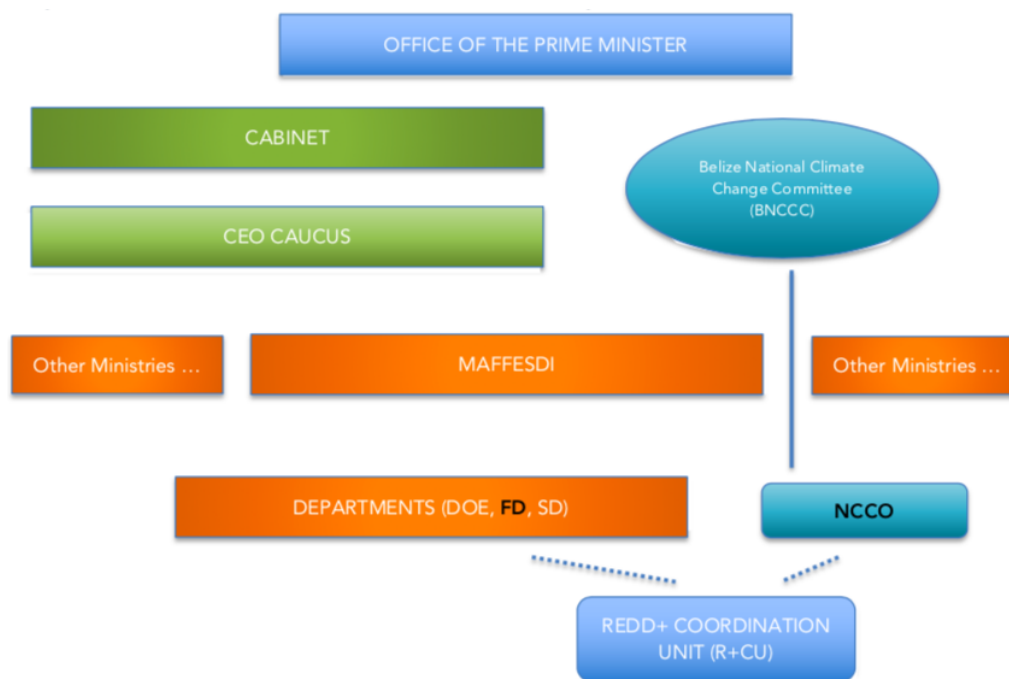 OFFICE OF THE PRIME MINISTER
CABINET
Belize National Climate
Change Committee
(BNCCC)
CEO CAUCUS
Other Ministries ...
MAFFESDI
Other Ministries ...
DEPARTMENTS (DOE, FD, SD)
NCCO
REDD+ COORDINATION
UNIT (R+CU)